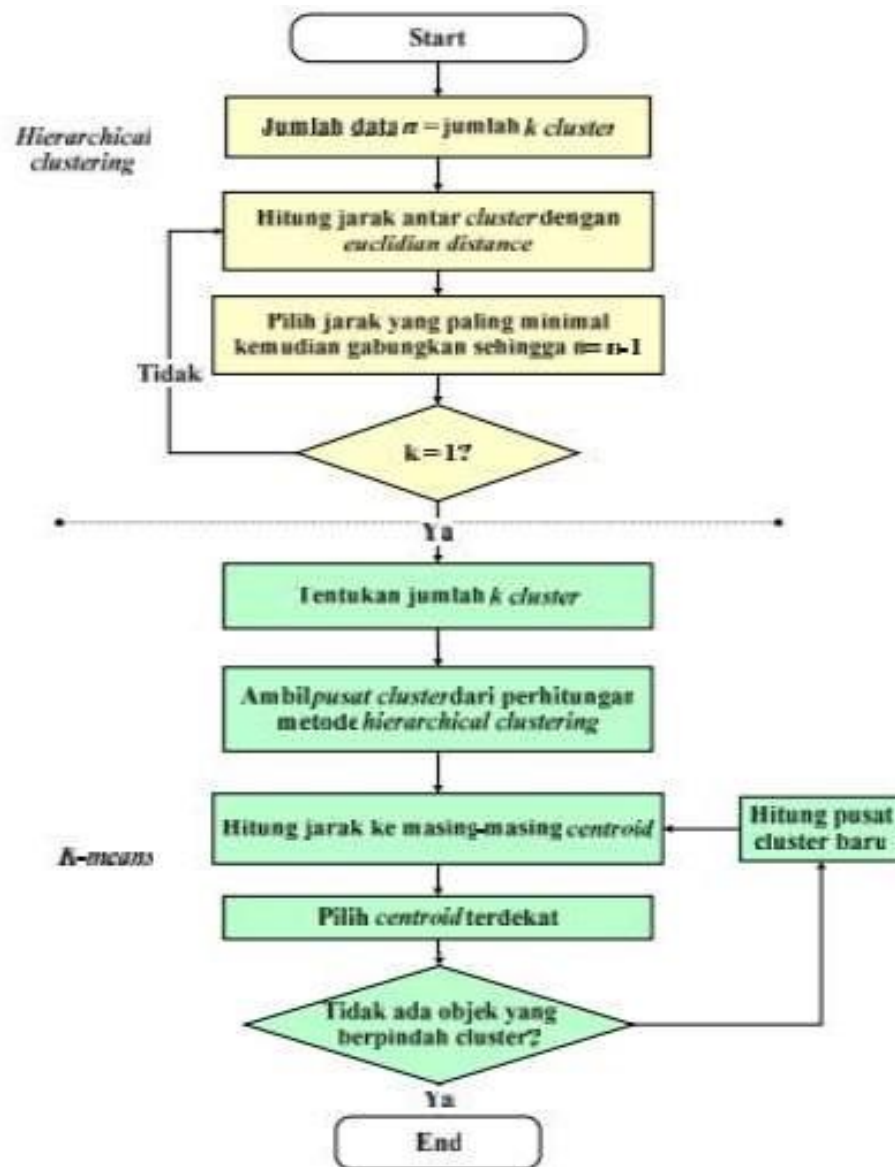 Start
Jumlah data n = jumlah k cluster
Hierarchical
clustering
Hitung jarak antar cluster dengan
euclidian distance
Pilih jarak yang paling minimal
kemudian gabungkan sehingga n= n-1
Tidak
k = 1?
Ya
Tentukan jumlah k cluster
Ambil pusat cluster dari perhitungan
metode hierarchical clustering
Hitung jarak ke masing-masing centroid
Hitung pusat
cluster baru
K-means
Pilih centroid terdekat
Tidak ada objek yang
berpindah cluster?
Ya
End